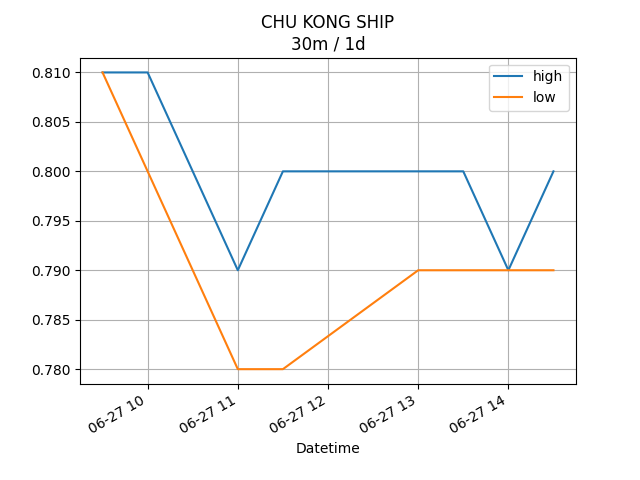 CHU KONG SHIP
30m / 1d
high
low
0.810
0.805
0.800
0.795
0.790
0.785
0.780
06-27 10
06-27 11
06-27 12
06-27 13
06-27 14
Datetime